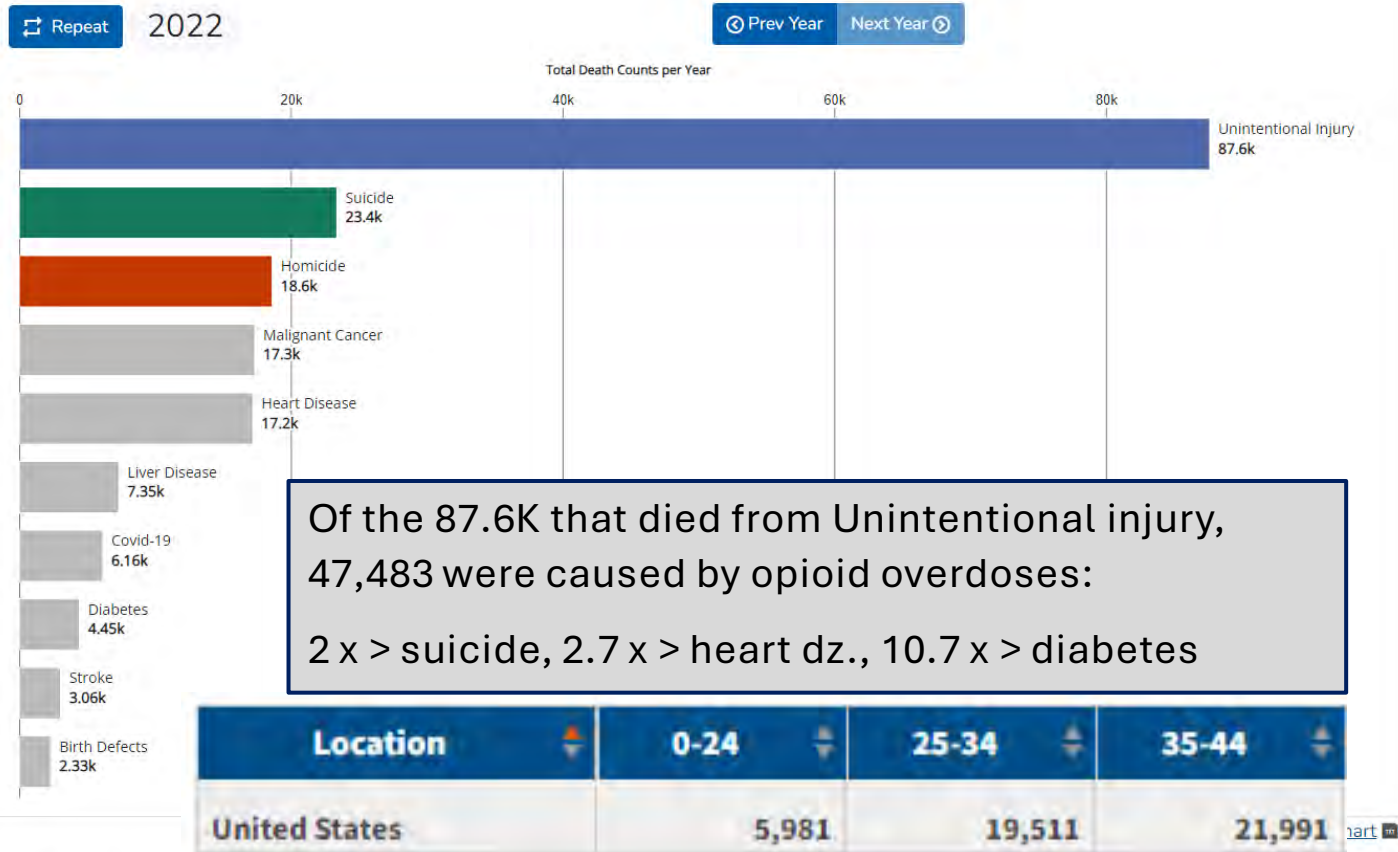 Repeat 2022 Prev Year Next Year
Total Death Counts per Year
0 20k 40k 60k 80k
Unintentional Injury
87.6k
Suicide
23.4k
Homicide
18.6k
Malignant Cancer
17.3k
Heart Disease
17.2k
Liver Disease
7.35k
Covid-19
6.16k
Diabetes
4.45k
Stroke
3.06k
Birth Defects
2.33k
Of the 87.6K that died from Unintentional injury,
47,483 were caused by opioid overdoses:
2 x > suicide, 2.7 x > heart dz., 10.7 x > diabetes
Location 0-24 25-34 35-44
United States 5,981 19,511 21,991